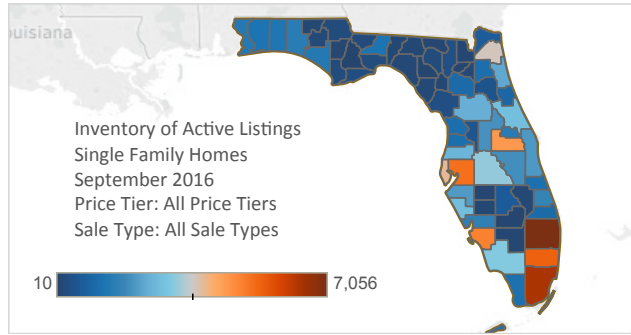 ouisiana
Inventory of Active Listings
Single Family Homes
September 2016
Price Tier: All Price Tiers
Sale Type: All Sale Types
10 7,056